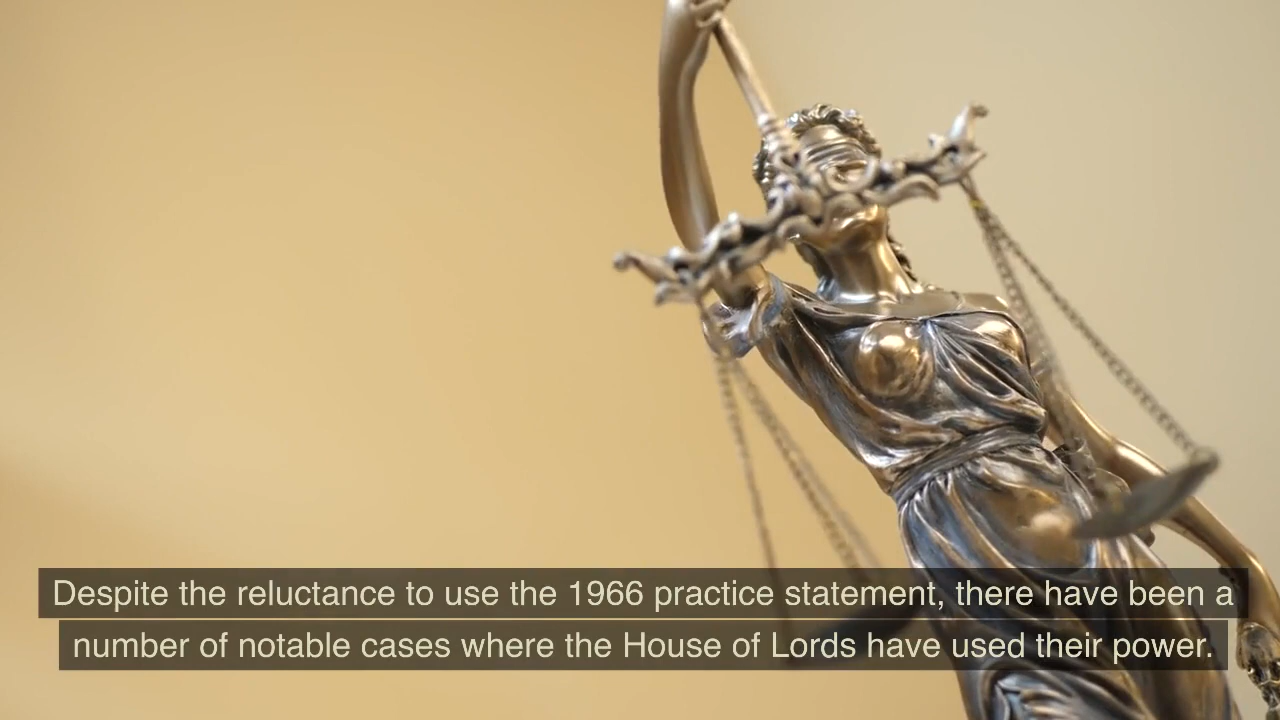 Despite the reluctance to use the 1966 practice statement, there have been a
number of notable cases where the House of Lords have used their power.